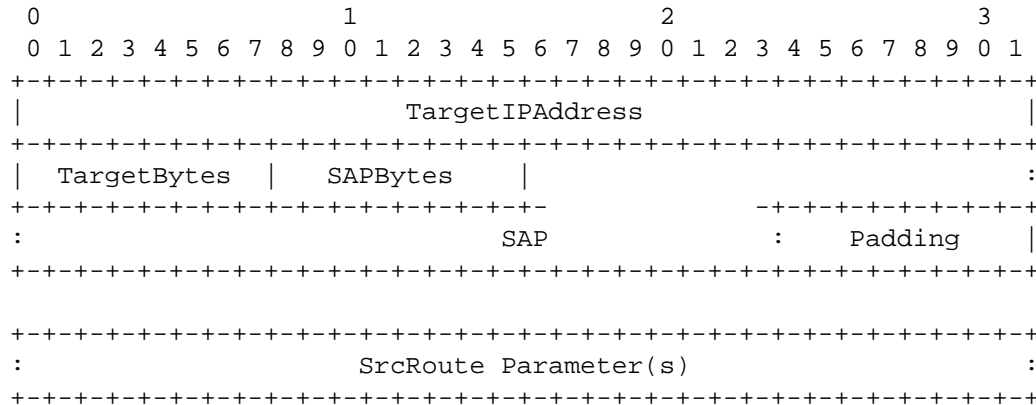 0                   1                   2                   3
 0 1 2 3 4 5 6 7 8 9 0 1 2 3 4 5 6 7 8 9 0 1 2 3 4 5 6 7 8 9 0 1
+-+-+-+-+-+-+-+-+-+-+-+-+-+-+-+-+-+-+-+-+-+-+-+-+-+-+-+-+-+-+-+-+
|                        TargetIPAddress                        |
+-+-+-+-+-+-+-+-+-+-+-+-+-+-+-+-+-+-+-+-+-+-+-+-+-+-+-+-+-+-+-+-+
|  TargetBytes  |   SAPBytes    |                               :
+-+-+-+-+-+-+-+-+-+-+-+-+-+-+-+-+-             -+-+-+-+-+-+-+-+-+
:                              SAP              :    Padding    |
+-+-+-+-+-+-+-+-+-+-+-+-+-+-+-+-+-+-+-+-+-+-+-+-+-+-+-+-+-+-+-+-+

+-+-+-+-+-+-+-+-+-+-+-+-+-+-+-+-+-+-+-+-+-+-+-+-+-+-+-+-+-+-+-+-+
:                     SrcRoute Parameter(s)                     :
+-+-+-+-+-+-+-+-+-+-+-+-+-+-+-+-+-+-+-+-+-+-+-+-+-+-+-+-+-+-+-+-+